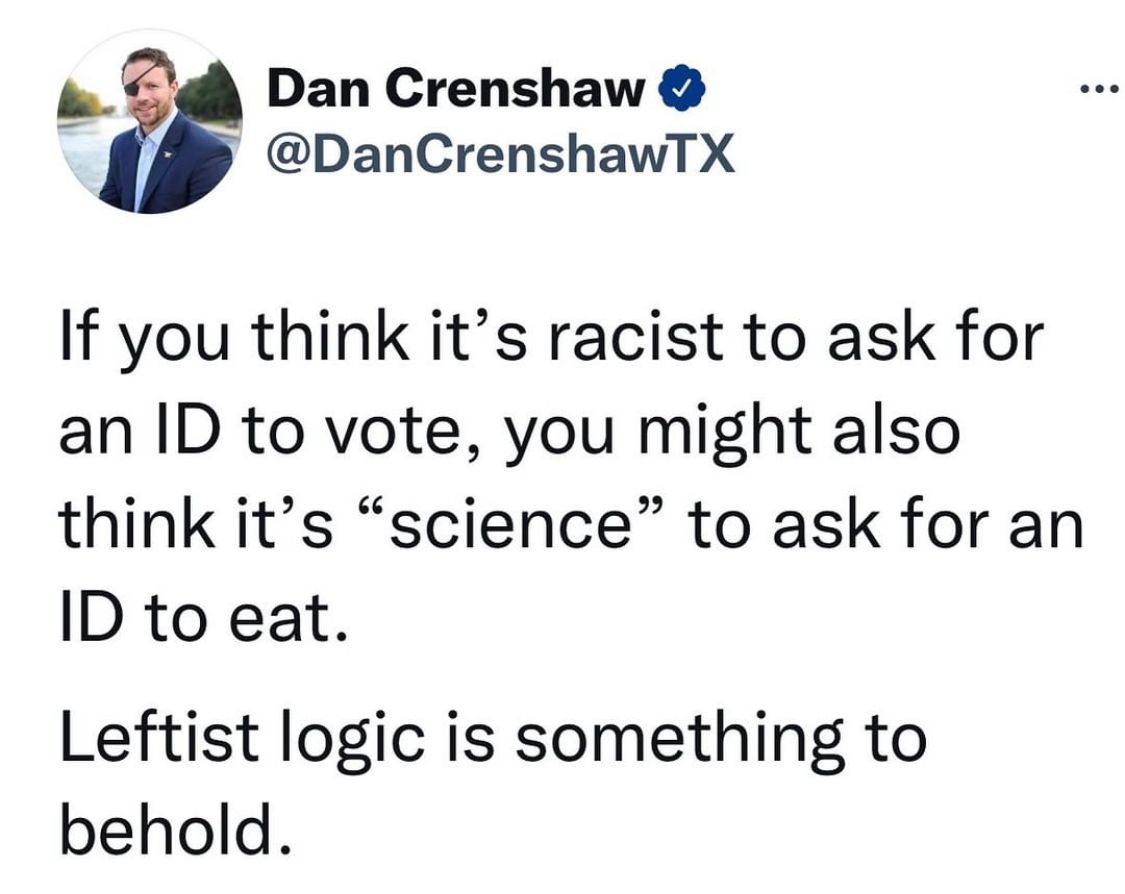 Dan Crenshaw
@DanCrenshawTX
If you think it’s racist to ask for
an ID to vote, you might also
think it’s “science” to ask for an
ID to eat.
Leftist logic is something to
behold.